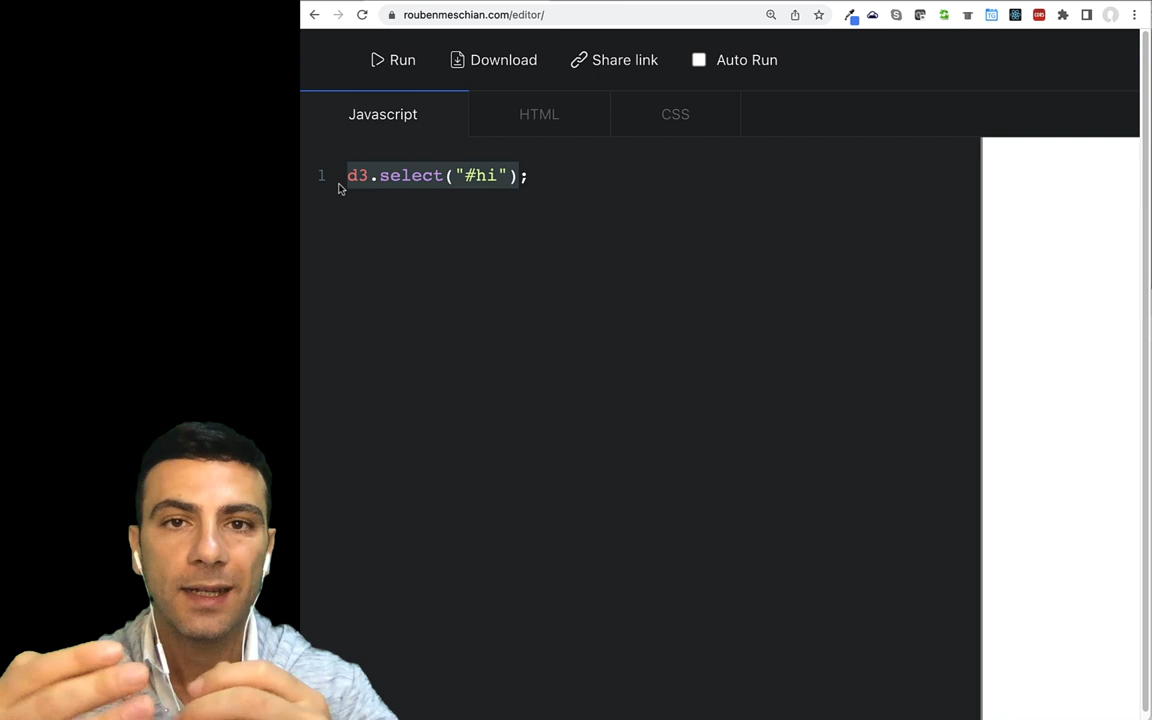 roubenmeschian.com/editor/
Run Download Share link Auto Run
Javascript HTML CSS
1 d3.select("#hi");